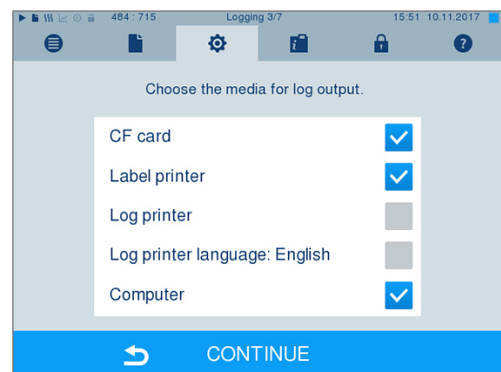 484 : 715 Logging 3/7 15:51 10.11.2017
Choose the media for log output.
CF card
Label printer
Log printer
Log printer language: English
Computer
CONTINUE